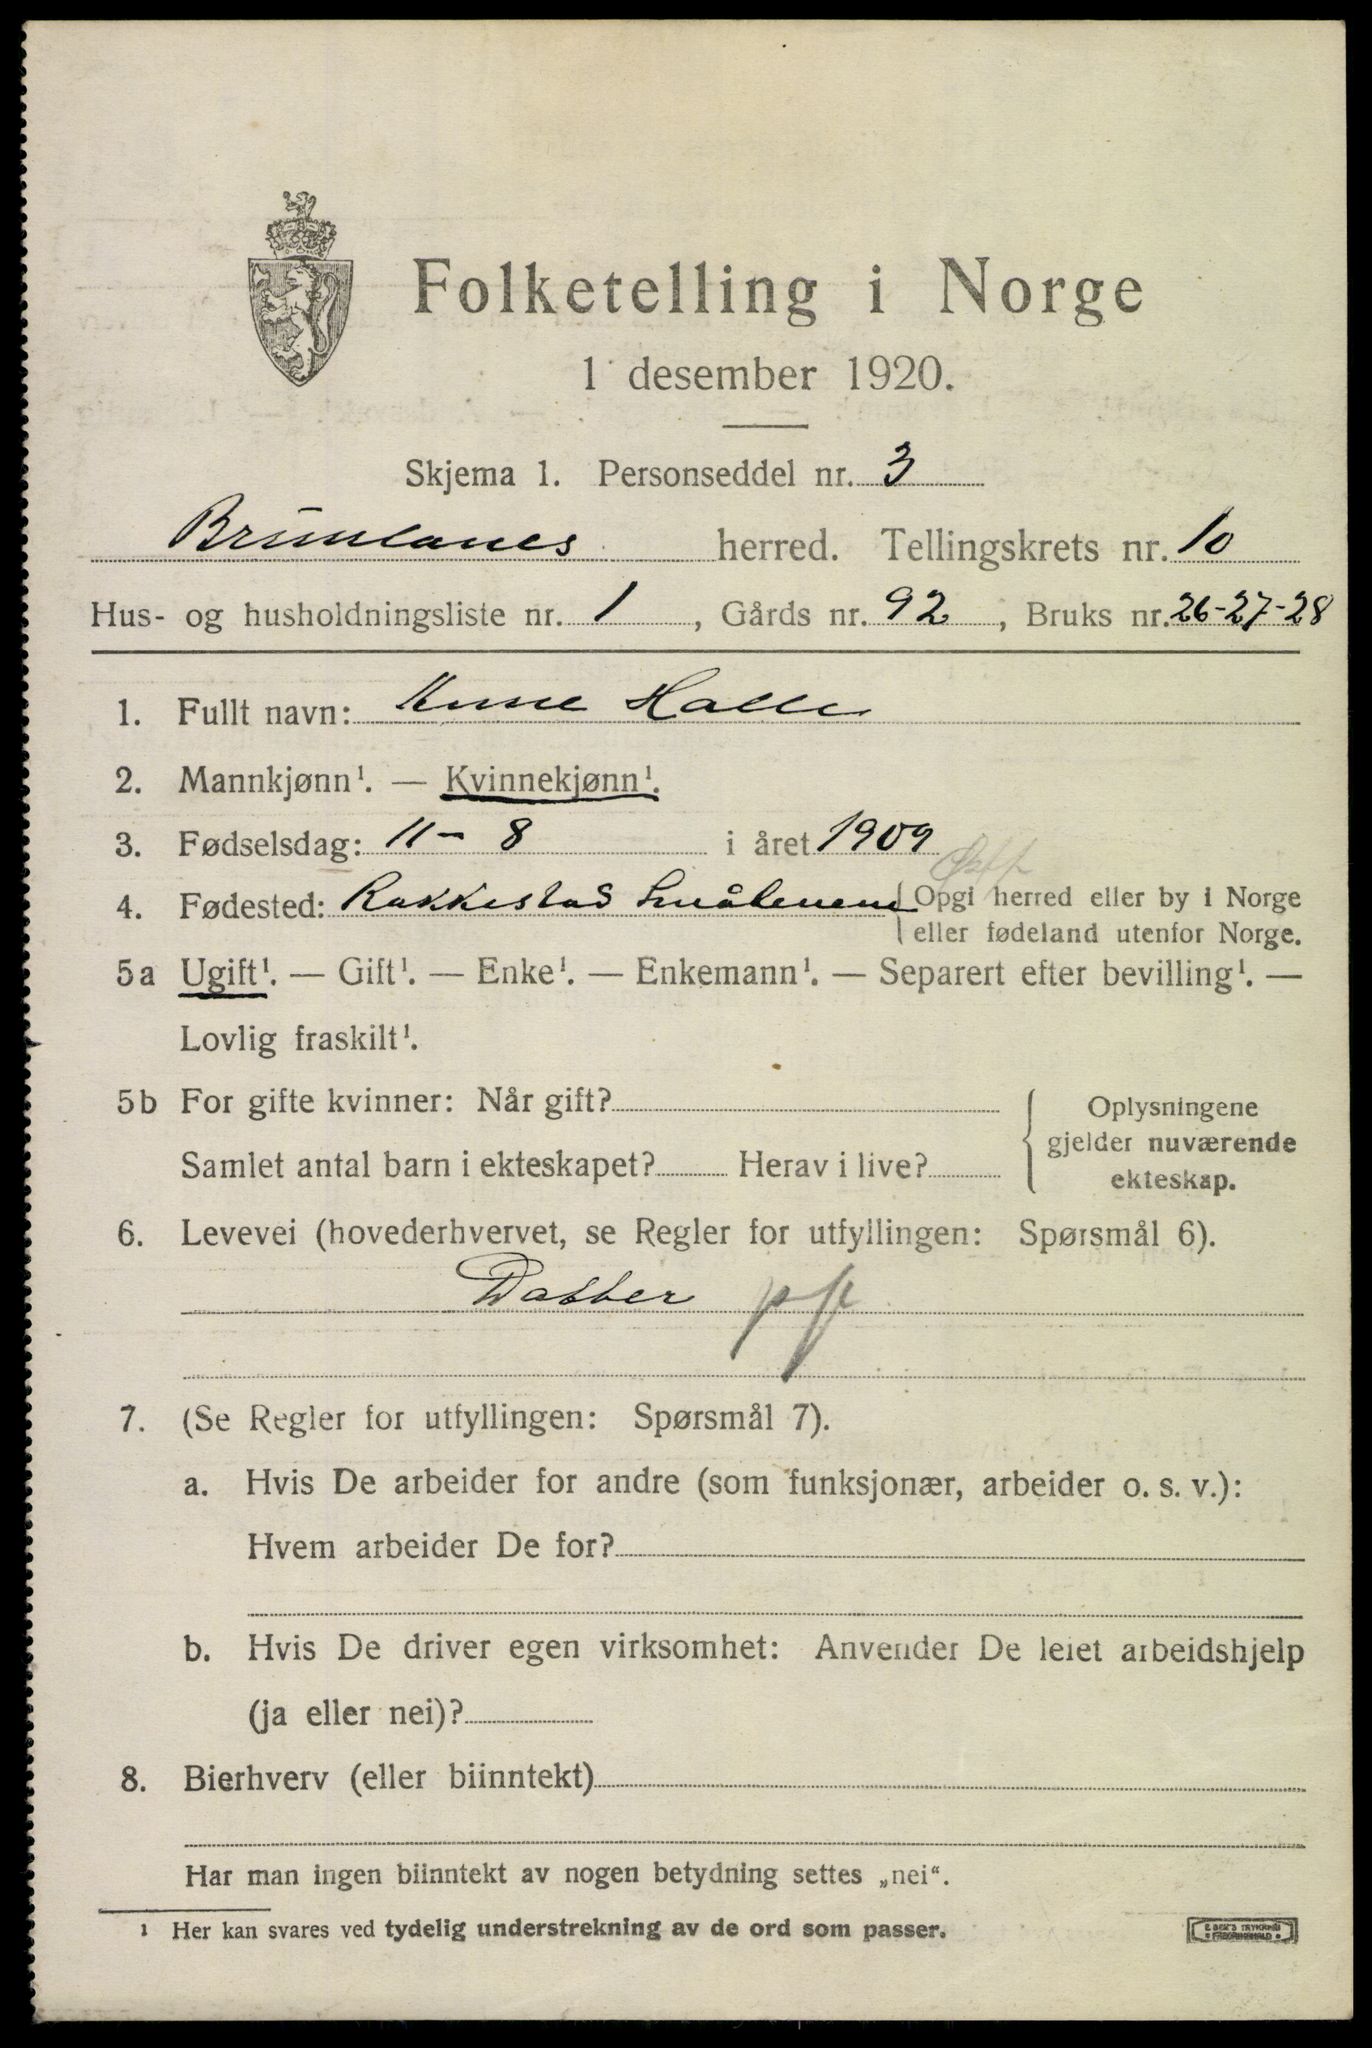 Folketelling i Norge
1 desember 1920.
Skjema 1. Personseddel nr. 3
Brunlanes herred. Tellingskrets nr. 10
Hus- og husholdningsliste nr. 1, Gårds nr. 92, Bruks nr. 26-27-28
1. Fullt navn: Halle
2. Mannkjønn¹. — Kvinnekjønn¹.
3. Fødselsdag: 11 - 8 i året 1909
4. Fødested: Rakkestad Smålenene { Opgi herred eller by i Norge
eller fødeland utenfor Norge.
5a Ugift¹. — Gift¹. — Enke¹. — Enkemann¹. — Separert efter bevilling¹. —
Lovlig fraskilt¹.
5b For gifte kvinner: Når gift?
Samlet antal barn i ekteskapet? Herav i live?
Oplysningene
gjelder nuværende
ekteskap.
6. Levevei (hovederhvervet, se Regler for utfyllingen: Spørsmål 6).
Datter
7. (Se Regler for utfyllingen: Spørsmål 7).
a. Hvis De arbeider for andre (som funksjonær, arbeider o. s. v.):
Hvem arbeider De for?
b. Hvis De driver egen virksomhet: Anvender De leiet arbeidshjelp
(ja eller nei)?
8. Bierhverv (eller biinntekt)
Har man ingen biinntekt av nogen betydning settes „nei“.
¹ Her kan svares ved tydelig understrekning av de ord som passer.